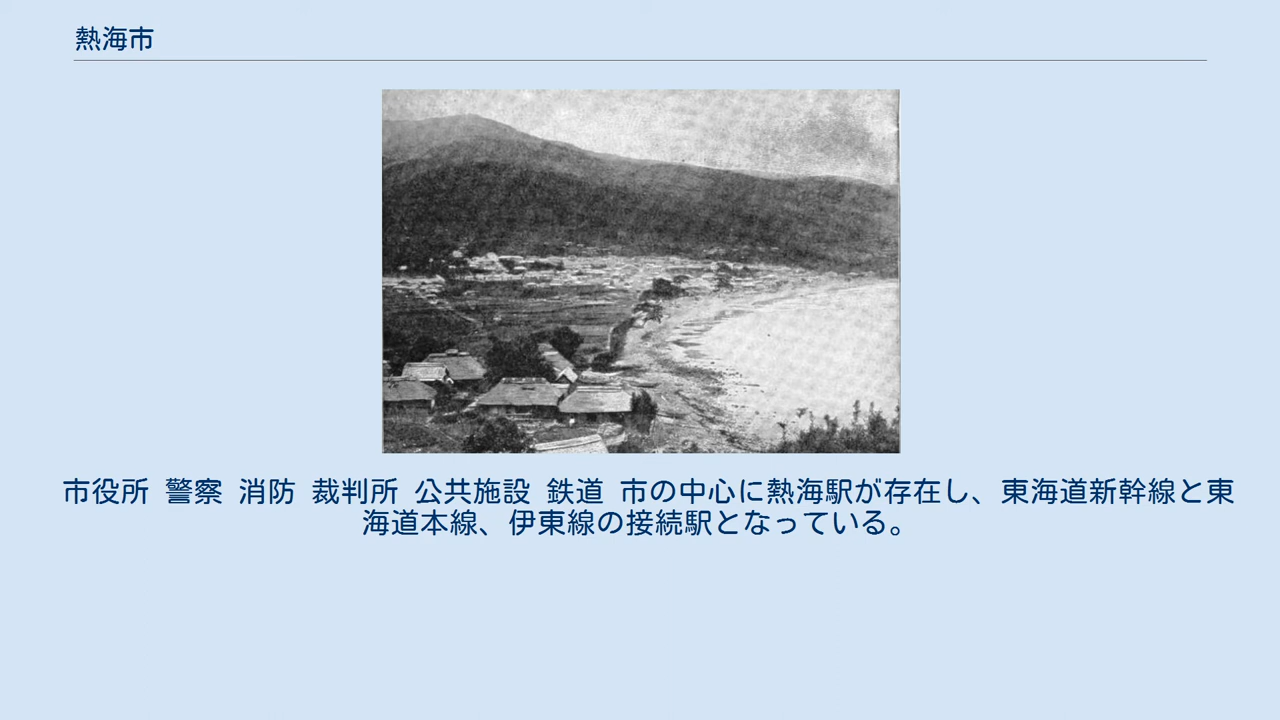 熱海市
市役所 警察 消防 裁判所 公共施設 鉄道 市の中心に熱海駅が存在し、東海道新幹線と東
海道本線、伊東線の接続駅となっている。